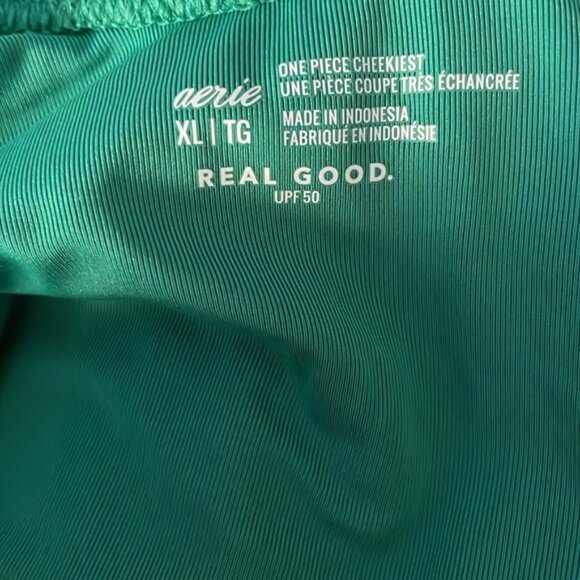 aerie
XL | TG
ONE PIECE CHEEKIEST
UNE PIÈCE COUPE TRÈS ÉCHANCRÉE
MADE IN INDONESIA
FABRIQUÉ EN INDONÉSIE
REAL GOOD.
UPF 50